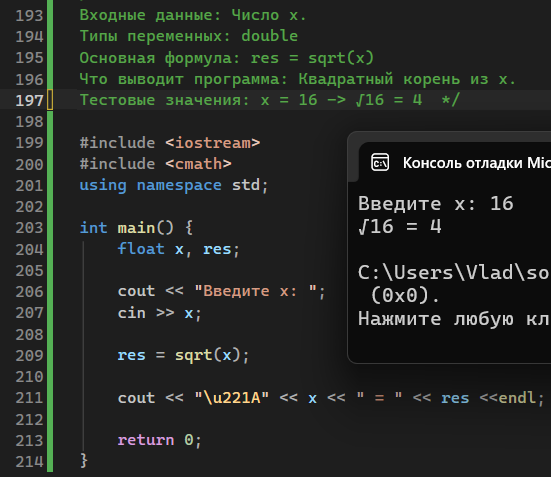 193 Входные данные: Число x.
194 Типы переменных: double
195 Основная формула: res = sqrt(x)
196 Что выводит программа: Квадратный корень из x.
197 Тестовые значения: x = 16 -> √16 = 4  */
198
199 #include <iostream>
200 #include <cmath>
201 using namespace std;
202
203 int main() {
204     float x, res;
205
206     cout << "Введите x: ";
207     cin >> x;
208
209     res = sqrt(x);
210
211     cout << "\u221A" << x << " = " << res <<endl;
212
213     return 0;
214 }
Консоль отладки Mic
Введите x: 16
√16 = 4
C:\Users\Vlad\so
(0x0).
Нажмите любую кл